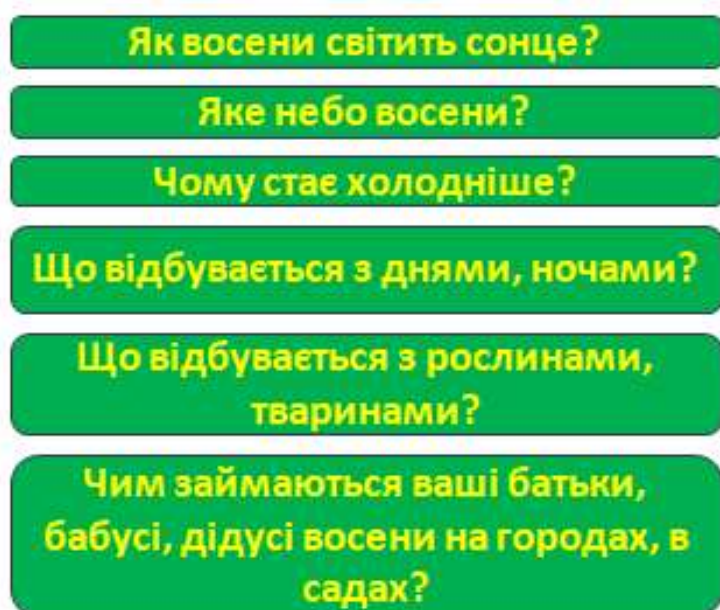 Як восени світить сонце?
Яке небо восени?
Чому стає холодніше?
Що відбувається з днями, ночами?
Що відбувається з рослинами,
тваринами?
Чим займаються ваші батьки,
бабусі, дідусі восени на городах, в
садах?